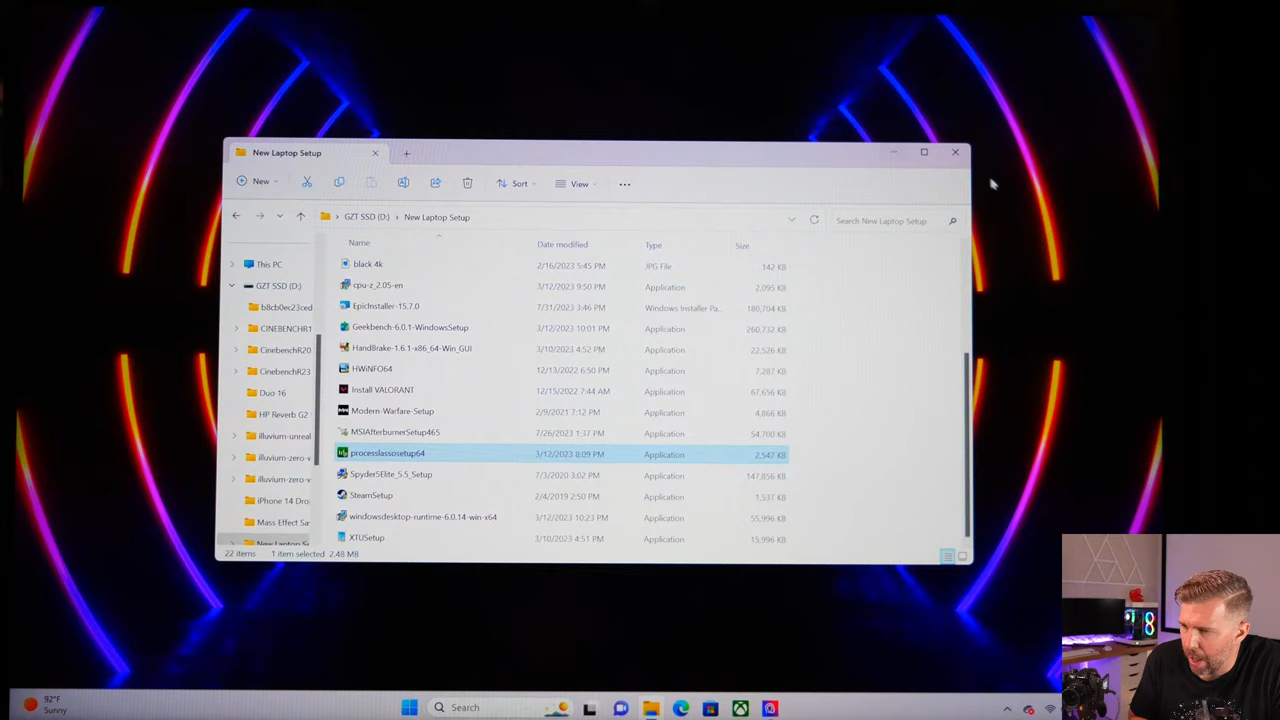 New Laptop Setup
New
Sort
View
GZT SSD (D:)
New Laptop Setup
Search New Laptop Setup
Name
Date modified
Type
Size
This PC
GZT SSD (D:)
b8cb0ec23ced
CINEBENCHR1
CinebenchR20
CinebenchR23
Duo 16
HP Reverb G2
illuvium-unreal
illuvium-zero-v
illuvium-zero-v
iPhone 14 Dro
Mass Effect Sa
New Laptop S
black 4k 2/16/2023 5:45 PM JPG File 142 KB
cpu-z_2.05-en 3/12/2023 9:50 PM Application 2,095 KB
EpicInstaller-15.7.0 7/31/2023 3:46 PM Windows Installer Pa... 180,704 KB
Geekbench-6.0.1-WindowsSetup 3/12/2023 10:01 PM Application 260,732 KB
HandBrake-1.6.1-x86_64-Win_GUI 3/10/2023 4:52 PM Application 22,526 KB
HWiNFO64 12/13/2022 6:50 PM Application 7,287 KB
Install VALORANT 12/15/2022 7:44 AM Application 67,656 KB
Modern-Warfare-Setup 2/9/2021 7:12 PM Application 4,866 KB
MSIAfterburnerSetup465 7/26/2023 1:37 PM Application 54,700 KB
processlassosetup64 3/12/2023 8:09 PM Application 2,547 KB
Spyder5Elite_5.5_Setup 7/3/2020 3:02 PM Application 147,856 KB
SteamSetup 2/4/2019 2:50 PM Application 1,537 KB
windowsdesktop-runtime-6.0.14-win-x64 3/12/2023 10:23 PM Application 55,996 KB
XTUSetup 3/10/2023 4:51 PM Application 15,996 KB
22 items 1 item selected 2.48 MB
92°F
Sunny
Search